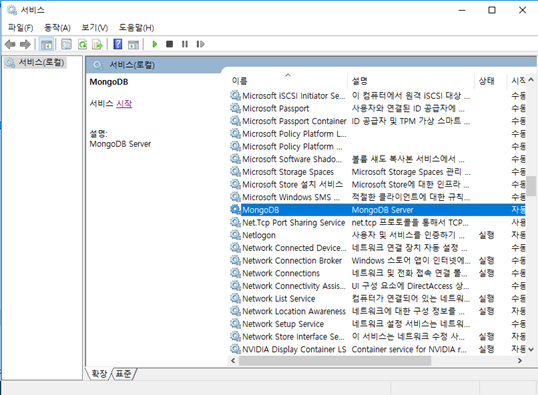 서비스
파일(F) 동작(A) 보기(V) 도움말(H)
서비스(로컬)
서비스(로컬)
MongoDB
서비스 시작
설명:
MongoDB Server
이름 설명 상태 시작
Microsoft iSCSI Initiator Se... 이 컴퓨터에서 원격 iSCSI 대상 ... 수동
Microsoft Passport 사용자와 연결된 ID 공급자에 ... 수동
Microsoft Passport Container ID 공급자 및 TPM 가상 스마트 ... 수동
Microsoft Policy Platform L... 수동
Microsoft Policy Platform ... 수동
Microsoft Software Shado... 볼륨 섀도 복사본 서비스에서 ... 수동
Microsoft Storage Spaces Microsoft Storage Spaces 관리 ... 수동
Microsoft Store 설치 서비스 Microsoft Store에 대한 인프라 ... 수동
Microsoft Windows SMS ... 적절한 클라이언트에 대한 규칙... 수동
MongoDB MongoDB Server 자동
Net.Tcp Port Sharing Service net.tcp 프로토콜을 통해서 TCP... 수동
Netlogon 사용자 및 서비스를 인증하기 ... 실행 자동
Network Connected Device... 네트워크 연결 장치 자동 설정 ... 수동
Network Connection Broker Windows 스토어 앱이 인터넷에... 실행 수동
Network Connections 네트워크 및 전화 접속 연결 폴... 실행 수동
Network Connectivity Assis... UI 구성 요소에 DirectAccess 상... 수동
Network List Service 컴퓨터가 연결되어 있는 네트워... 실행 수동
Network Location Awareness 네트워크에 대한 구성 정보를 ... 실행 자동
Network Setup Service 네트워크 설정 서비스는 네트워... 수동
Network Store Interface Se... 이 서비스는 네트워크 수정 사... 실행 자동
NVIDIA Display Container LS Container service for NVIDIA r... 실행 자동
확장 표준